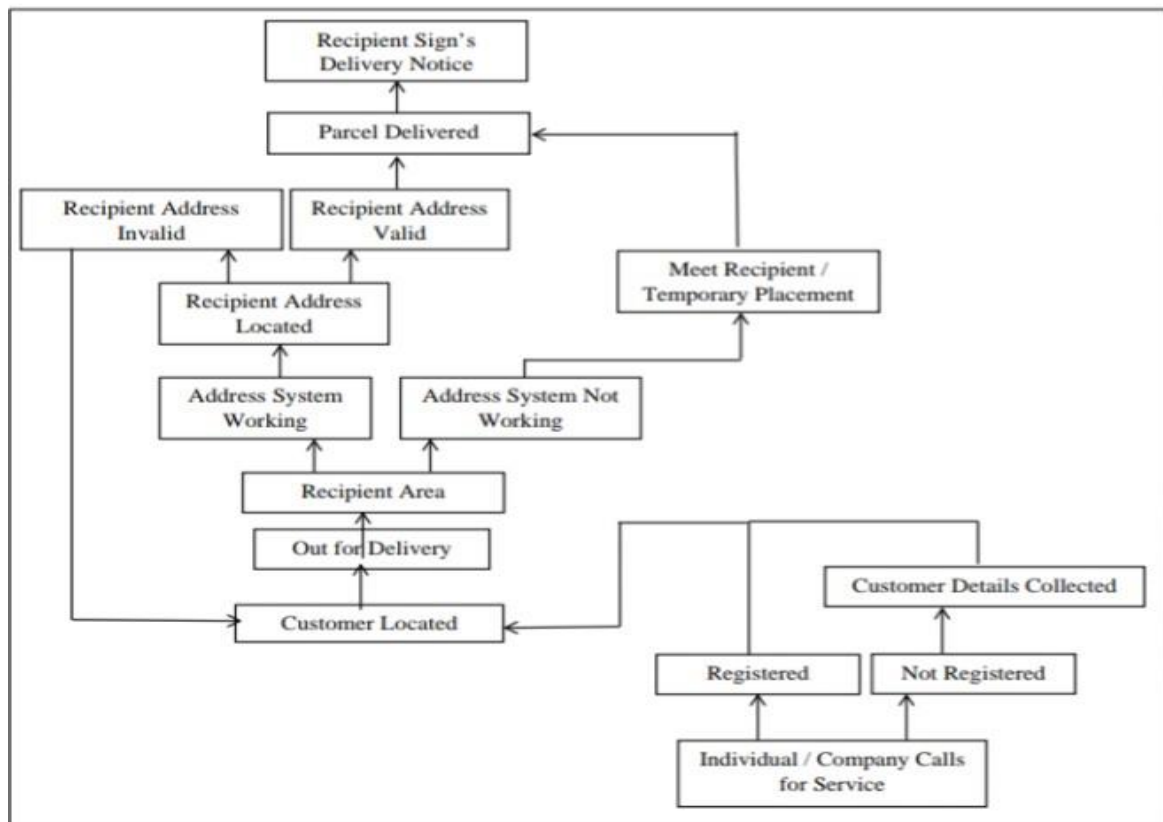 Recipient Sign's
Delivery Notice
Parcel Delivered
Recipient Address
Invalid
Recipient Address
Valid
Meet Recipient /
Temporary Placement
Recipient Address
Located
Address System
Working
Address System Not
Working
Recipient Area
Out for Delivery
Customer Details Collected
Customer Located
Registered
Not Registered
Individual / Company Calls
for Service